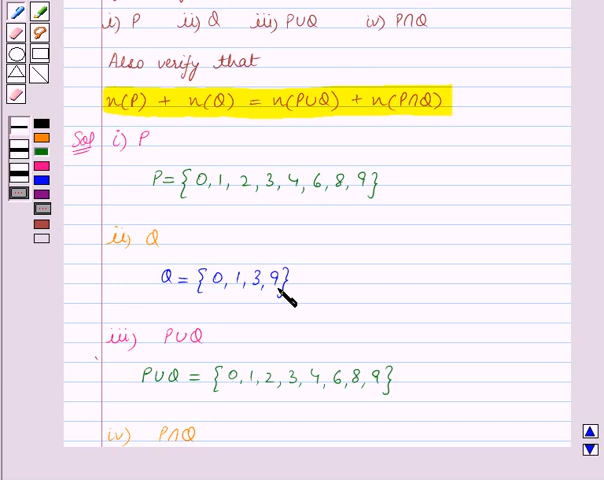 i) P ii) Q iii) P∪Q iv) P∩Q
Also verify that
n(P) + n(Q) = n(P∪Q) + n(P∩Q)
Sol i) P
P = {0, 1, 2, 3, 4, 6, 8, 9}
ii) Q
Q = {0, 1, 3, 9}
iii) P∪Q
P∪Q = {0, 1, 2, 3, 4, 6, 8, 9}
iv) P∩Q